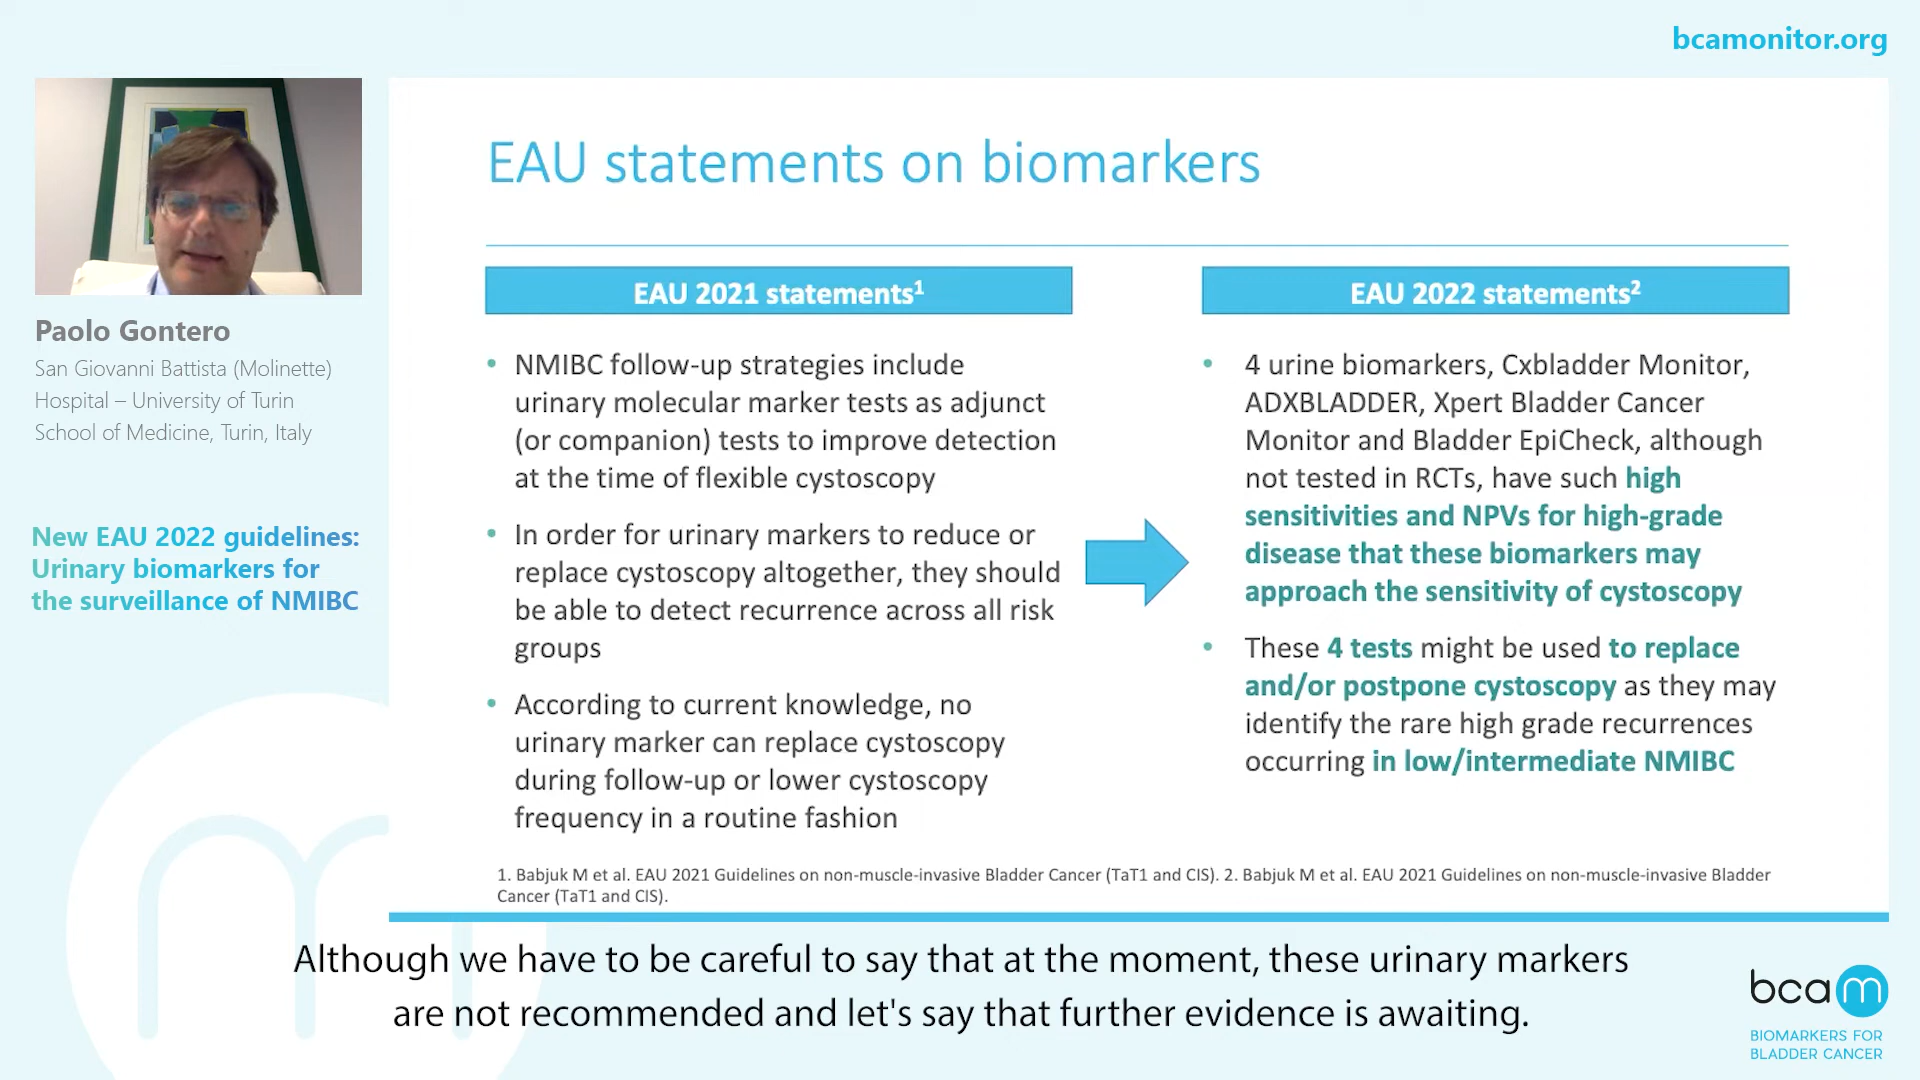 bcamonitor.org
Paolo Gontero
San Giovanni Battista (Molinette)
Hospital – University of Turin
School of Medicine, Turin, Italy
New EAU 2022 guidelines:
Urinary biomarkers for
the surveillance of NMIBC
EAU statements on biomarkers
EAU 2021 statements¹
• NMIBC follow-up strategies include
urinary molecular marker tests as adjunct
(or companion) tests to improve detection
at the time of flexible cystoscopy
• In order for urinary markers to reduce or
replace cystoscopy altogether, they should
be able to detect recurrence across all risk
groups
• According to current knowledge, no
urinary marker can replace cystoscopy
during follow-up or lower cystoscopy
frequency in a routine fashion
EAU 2022 statements²
• 4 urine biomarkers, Cxbladder Monitor,
ADXBLADDER, Xpert Bladder Cancer
Monitor and Bladder EpiCheck, although
not tested in RCTs, have such high
sensitivities and NPVs for high-grade
disease that these biomarkers may
approach the sensitivity of cystoscopy
• These 4 tests might be used to replace
and/or postpone cystoscopy as they may
identify the rare high grade recurrences
occurring in low/intermediate NMIBC
1. Babjuk M et al. EAU 2021 Guidelines on non-muscle-invasive Bladder Cancer (TaT1 and CIS). 2. Babjuk M et al. EAU 2021 Guidelines on non-muscle-invasive Bladder
Cancer (TaT1 and CIS).
Although we have to be careful to say that at the moment, these urinary markers
are not recommended and let's say that further evidence is awaiting.
bcam
BIOMARKERS FOR
BLADDER CANCER